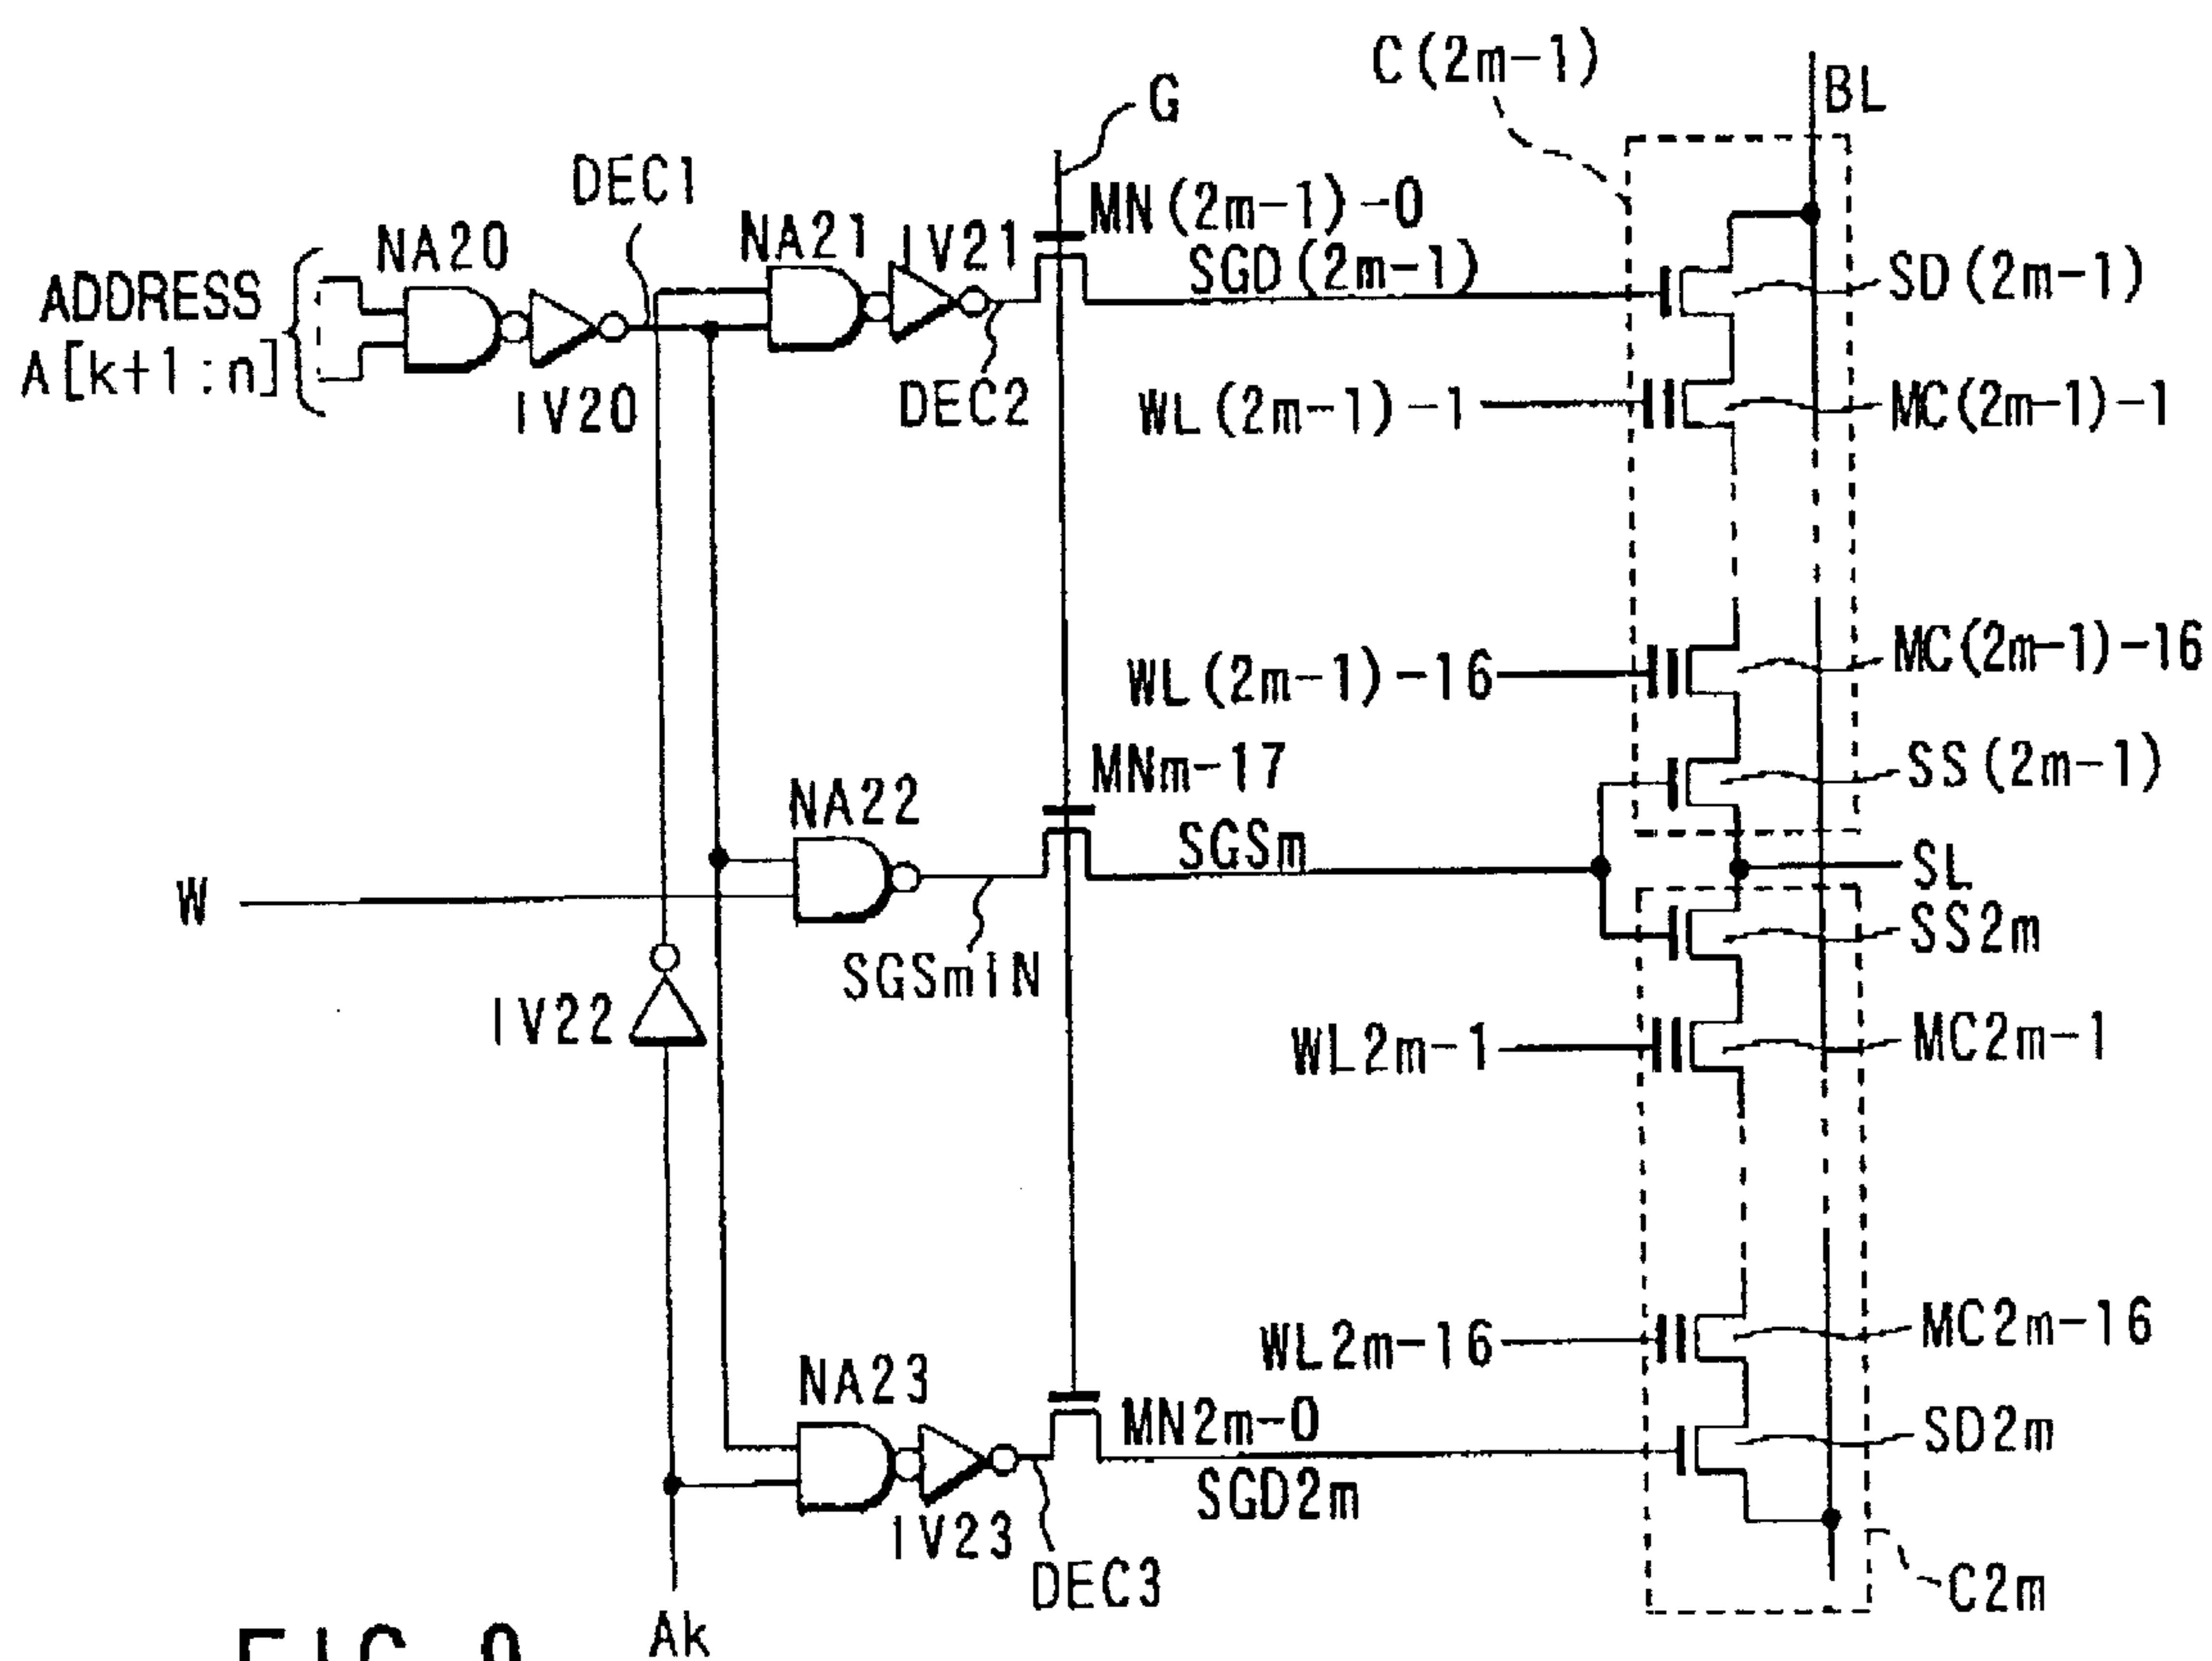 C(2m-1)
BL
G
DEC1
MN(2m-1)-0
NA20
NA21
IV21
SGD(2m-1)
SD(2m-1)
ADDRESS
A[k+1:n]
IV20
DEC2
WL(2m-1)-1
MC(2m-1)-1
WL(2m-1)-16
MC(2m-1)-16
MNm-17
SS(2m-1)
NA22
SGSm
SL
W
SS2m
SGSmIN
IV22
WL2m-1
MC2m-1
WL2m-16
MC2m-16
NA23
MN2m-0
SD2m
SGD2m
IV23
DEC3
C2m
Ak